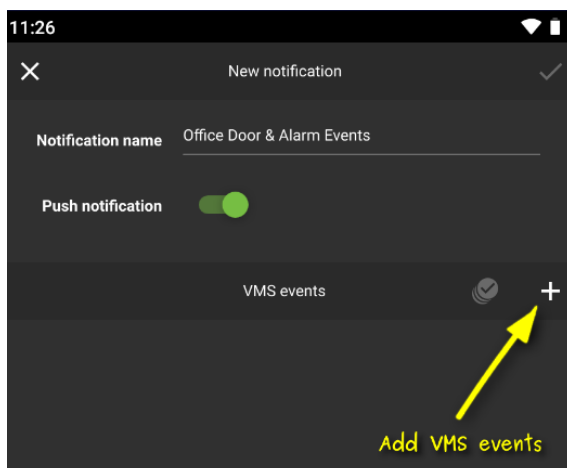 11:26
New notification
Notification name Office Door & Alarm Events
Push notification
VMS events
Add VMS events